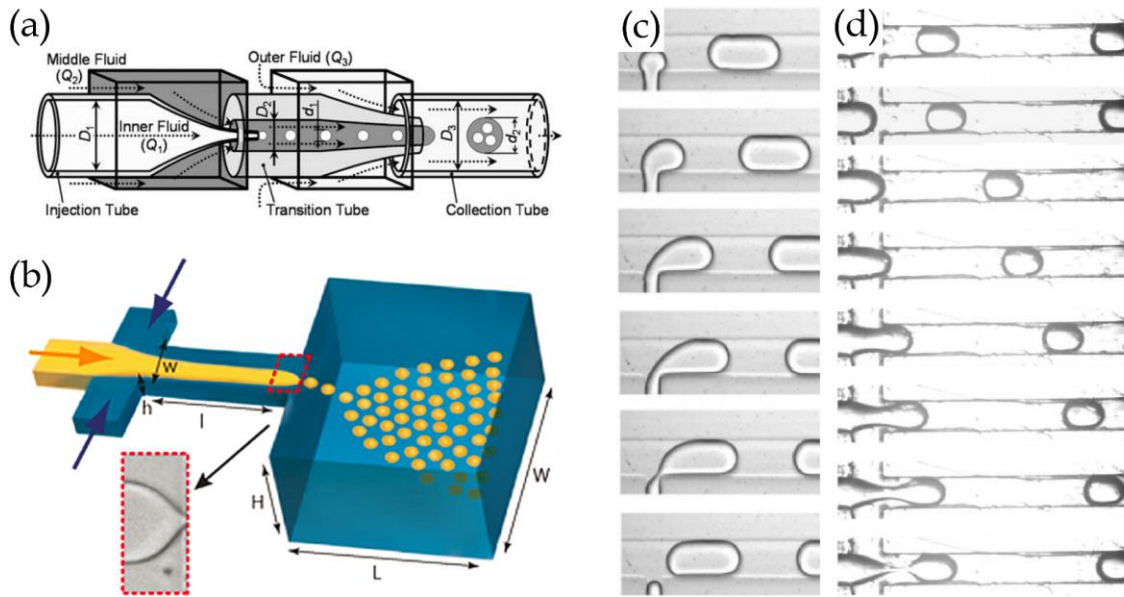 (a)
Middle Fluid
(Q₂)
Outer Fluid (Q₃)
D₁
Inner Fluid
(Q₁)
D₂
d₁
D₃
d₂
Injection Tube
Transition Tube
Collection Tube
(b)
w
h
l
H
L
W
(c)
(d)